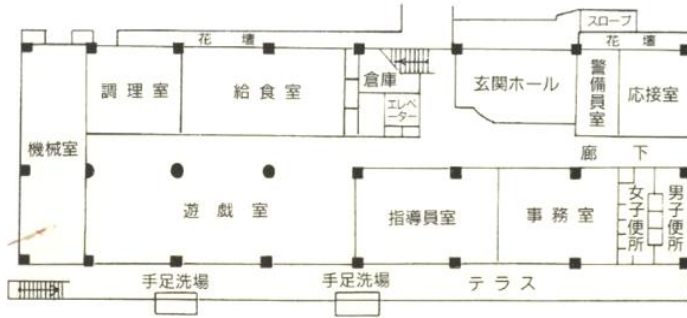 スロープ
花壇
花壇
調理室
給食室
倉庫
エレベーター
玄関ホール
警備員室
応接室
機械室
廊下
遊戯室
指導員室
事務室
女子便所
男子便所
手足洗場
手足洗場
テラス